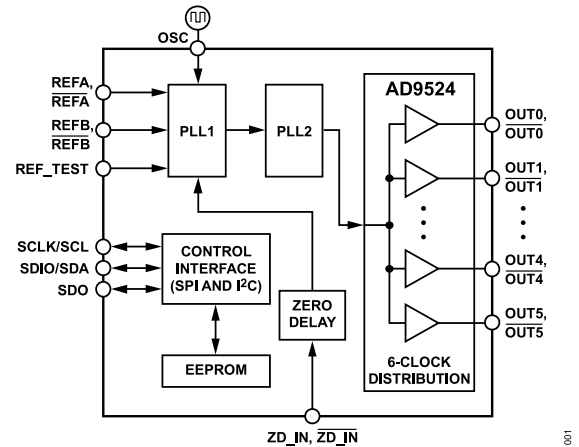 OSC
REFA,
REFA
REFB,
REFB
REF_TEST
PLL1
PLL2
AD9524
OUT0,
OUT0
OUT1,
OUT1
OUT4,
OUT4
OUT5,
OUT5
6-CLOCK
DISTRIBUTION
SCLK/SCL
SDIO/SDA
SDO
CONTROL
INTERFACE
(SPI AND I²C)
EEPROM
ZERO
DELAY
ZD_IN, ZD_IN
001